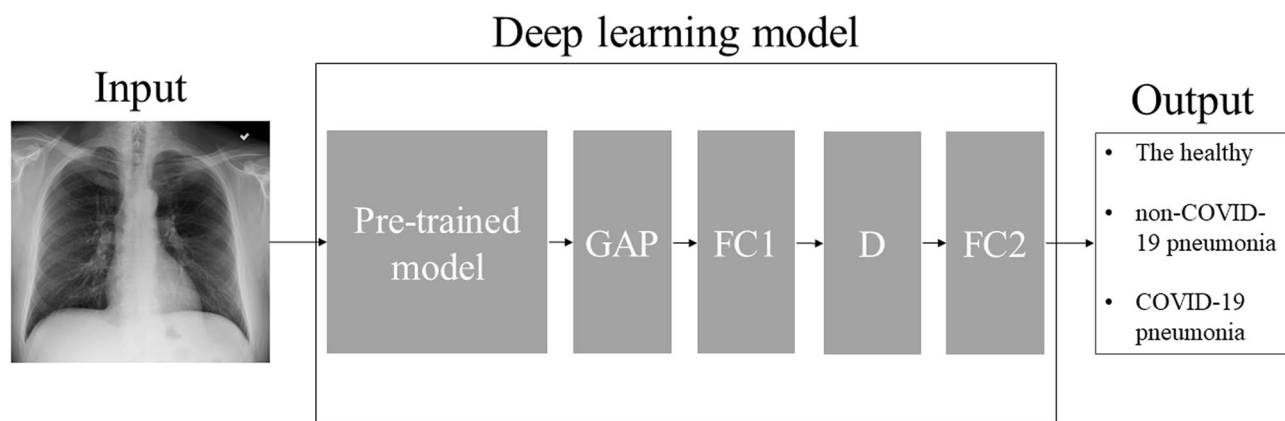 Deep learning model
Input
Output
Pre-trained
model
GAP
FC1
D
FC2
• The healthy
• non-COVID-
19 pneumonia
• COVID-19
pneumonia